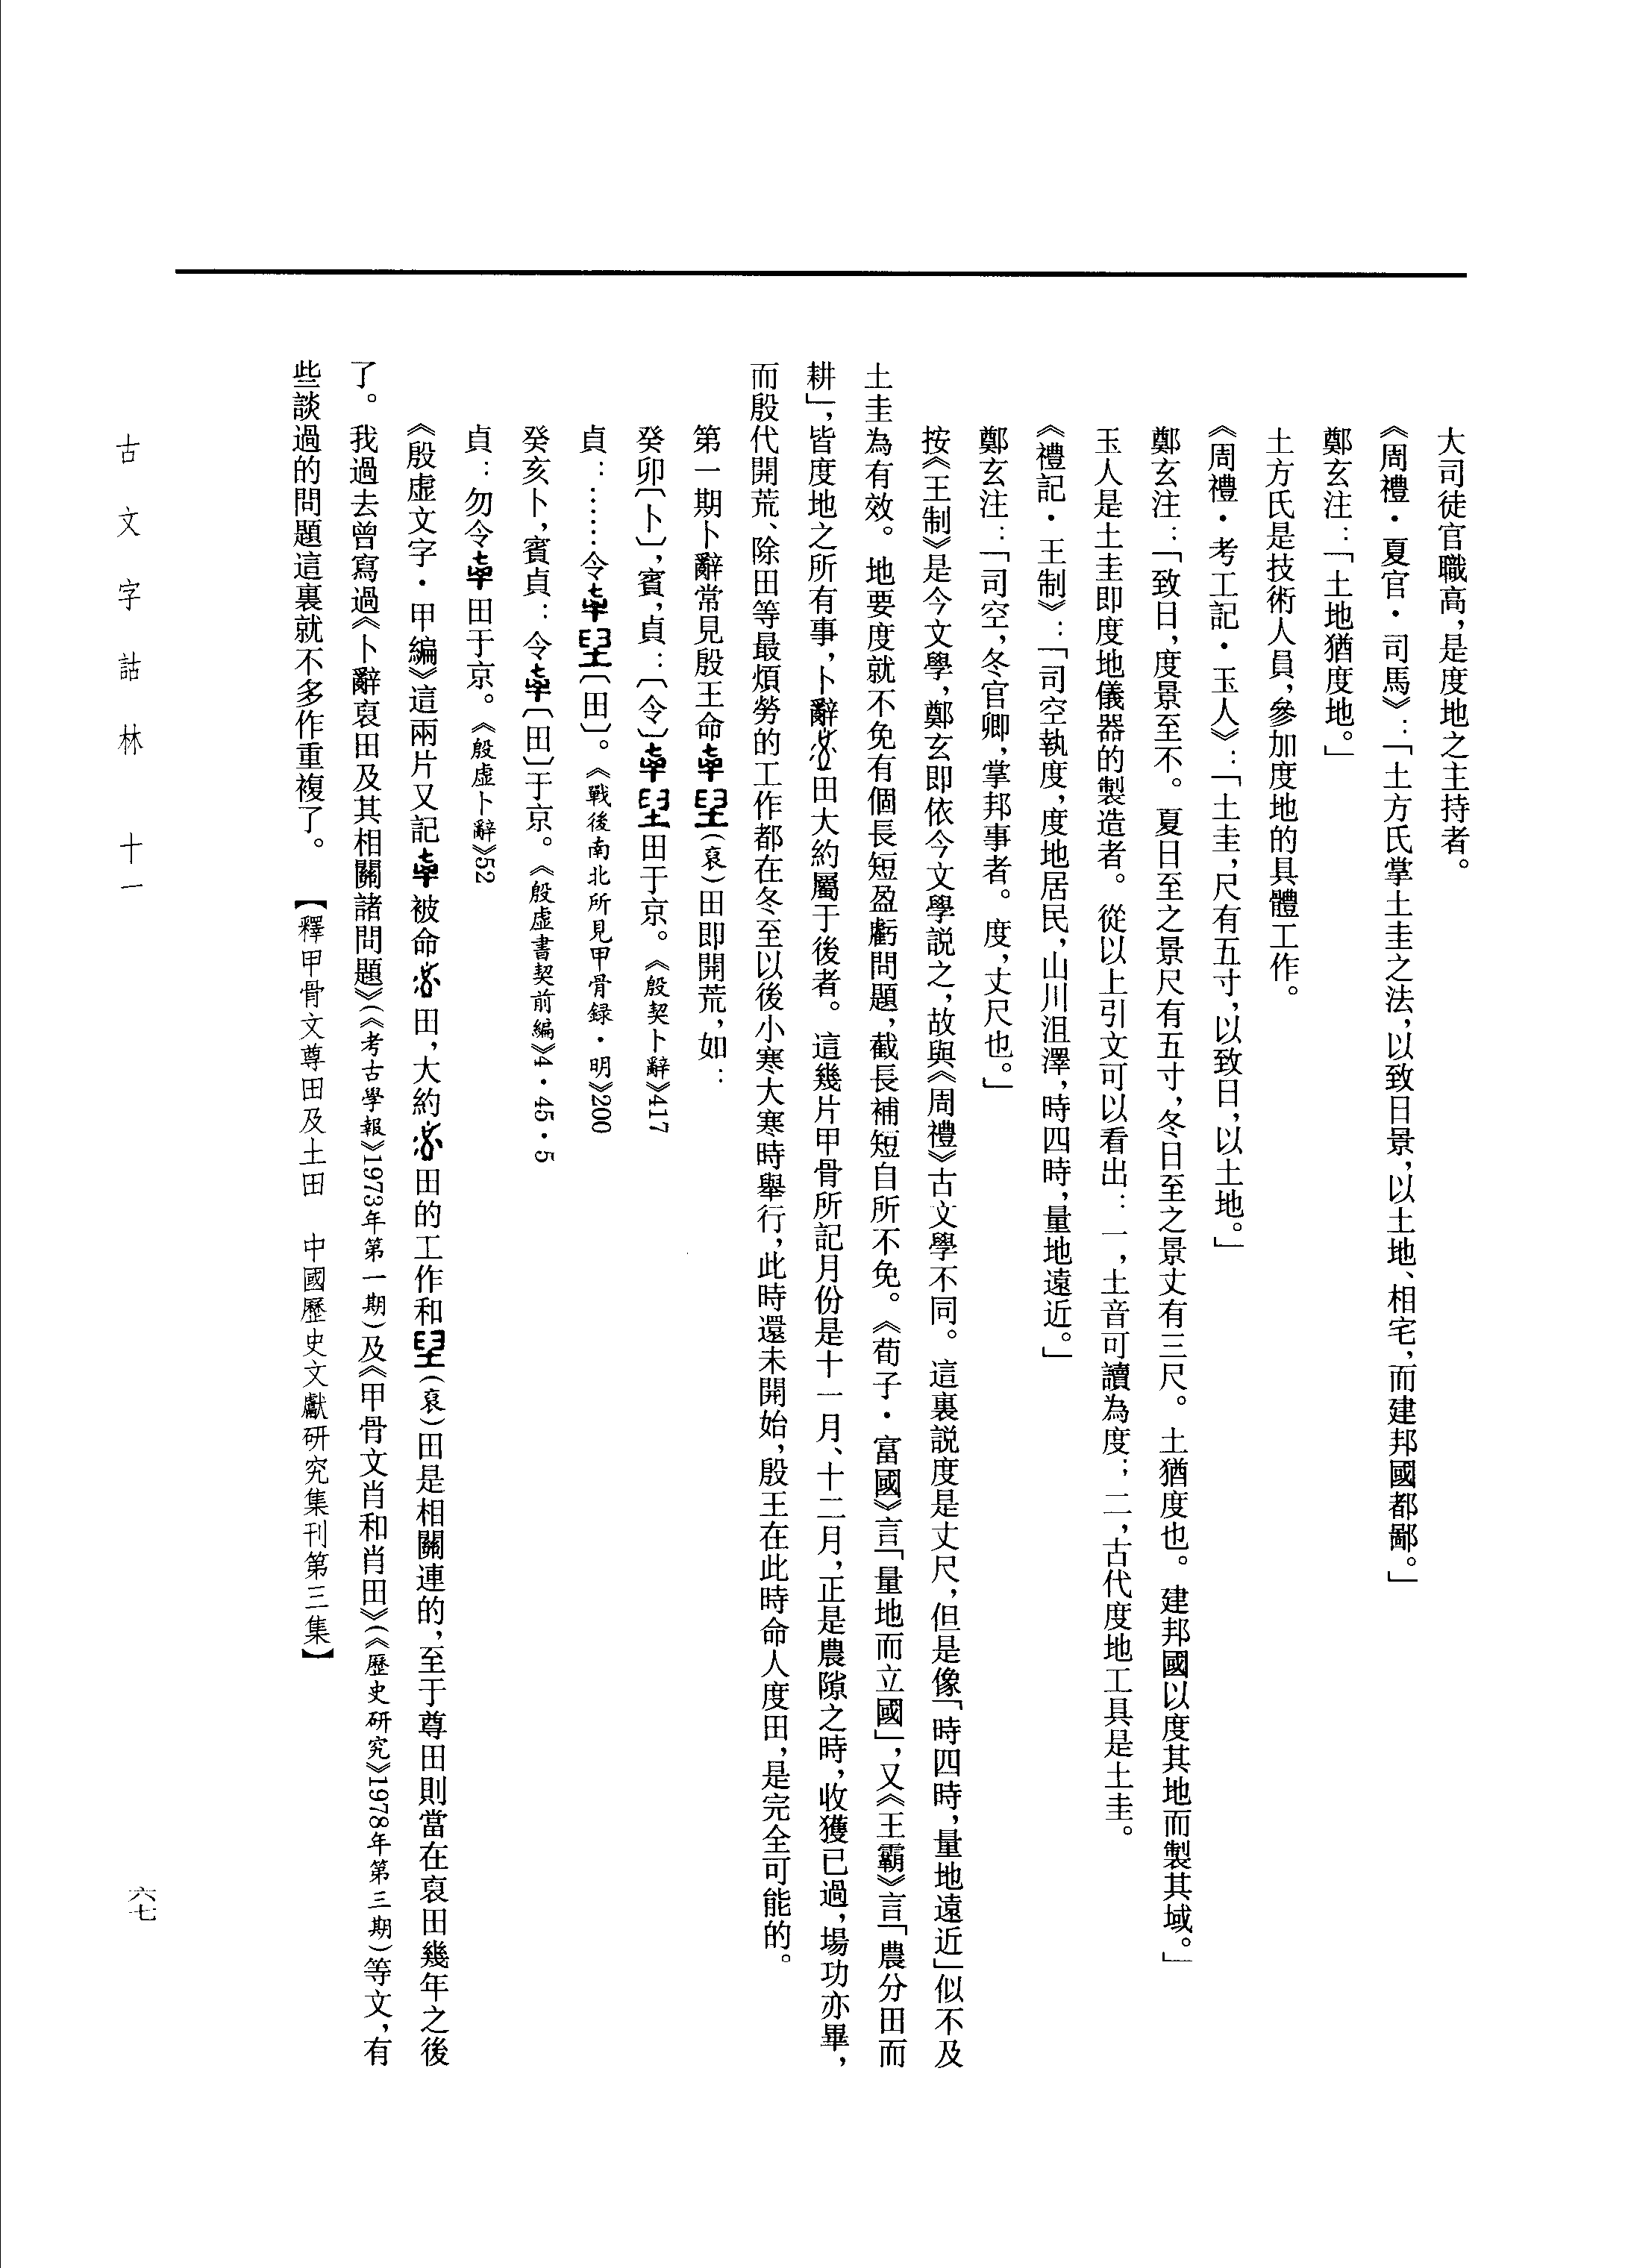 大司徒官職高，是度地之主持者。
《周禮·夏官·司馬》：「土方氏掌土圭之法，以致日景，以土地、相宅，而建邦國都鄙。」
鄭玄注：「土地猶度地。」
土方氏是技術人員，參加度地的具體工作。
《周禮·考工記·玉人》：「土圭，尺有五寸，以致日，以土地。」
鄭玄注：「致日，度景至不。夏日至之景尺有五寸，冬日至之景丈有三尺。土猶度也。建邦國以度其地而製其域。」
玉人是土圭即度地儀器的製造者。從以上引文可以看出：一，土音可讀為度；二，古代度地工具是土圭。
《禮記·王制》：「司空執度，度地居民，山川沮澤，時四時，量地遠近。」
鄭玄注：「司空，冬官卿，掌邦事者。度，丈尺也。」
按《王制》是今文學，鄭玄即依今文學説之，故與《周禮》古文學不同。這裏説度是丈尺，但是像「時四時，量地遠近」似不及
土圭為有效。地要度就不免有個長短盈虧問題，截長補短自所不免。《荀子·富國》言「量地而立國」，又《王霸》言「農分田而
耕」，皆度地之所有事，卜辭田大約屬于後者。這幾片甲骨所記月份是十一月、十二月，正是農隙之時，收獲已過，場功亦畢，
而殷代開荒、除田等最煩勞的工作都在冬至以後小寒大寒時舉行，此時還未開始，殷王在此時命人度田，是完全可能的。
第一期卜辭常見殷王命（裒）田即開荒，如：
癸卯〔卜〕，賓，貞：〔令〕田于京。《殷契卜辭》417
貞：……令〔田〕。《戰後南北所見甲骨録·明》200
癸亥卜，賓貞：令〔田〕于京。《殷虛書契前編》4·45·5
貞：勿令田于京。《殷虛卜辭》52
《殷虛文字·甲編》這兩片又記被命田，大約田的工作和（裒）田是相關連的，至于尊田則當在裒田幾年之後
了。我過去曾寫過《卜辭裒田及其相關諸問題》（《考古學報》1973年第一期）及《甲骨文肖和肖田》（《歷史研究》1978年第三期）等文，有
些談過的問題這裏就不多作重複了。【釋甲骨文尊田及土田　中國歷史文獻研究集刊第三集】
古文字詁林　十一
六七